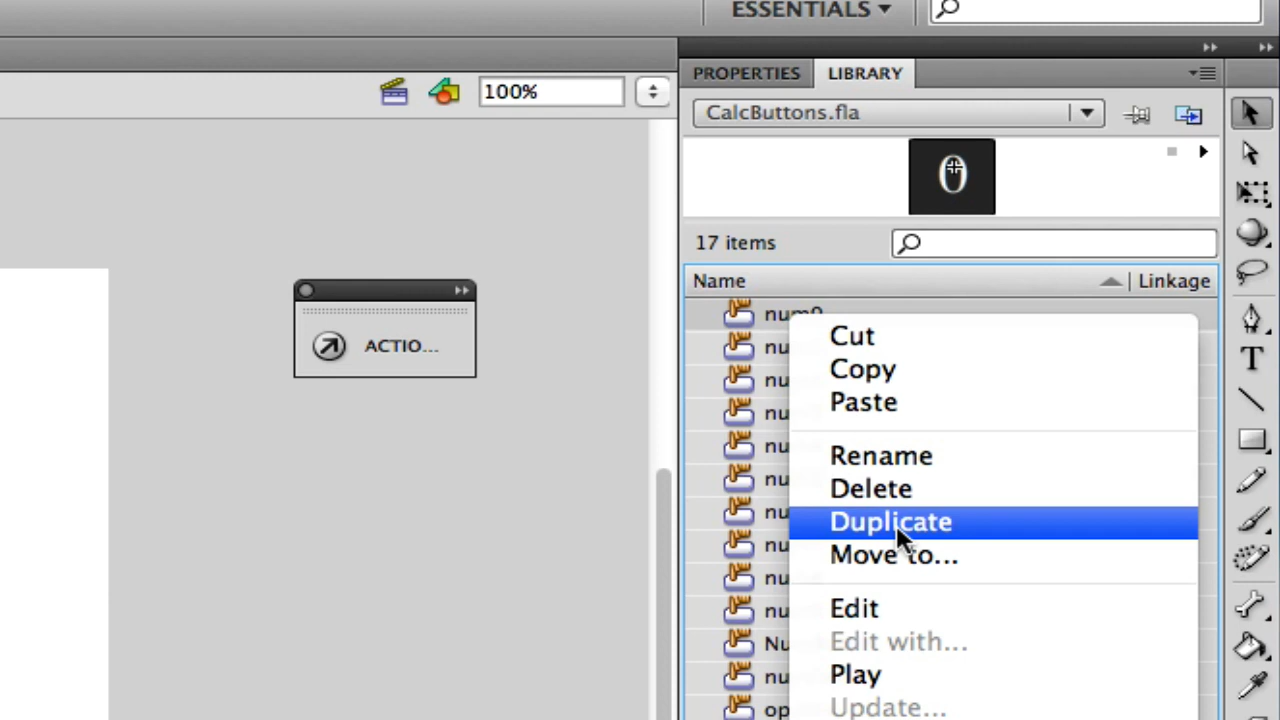 ESSENTIALS
100%
PROPERTIES
LIBRARY
CalcButtons.fla
0
17 items
Name
Linkage
ACTIO...
Cut
Copy
Paste
Rename
Delete
Duplicate
Move to...
Edit
Edit with...
Play
Update...
T